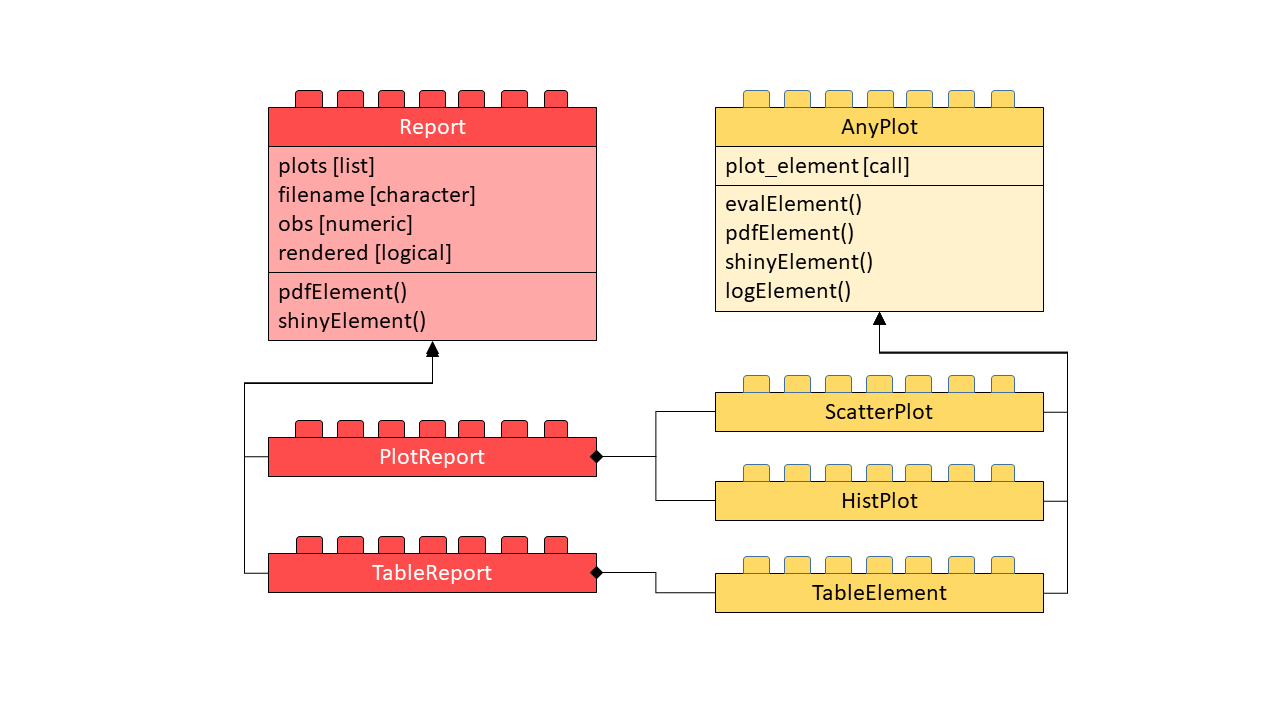 Report
plots [list]
filename [character]
obs [numeric]
rendered [logical]
pdfElement()
shinyElement()
AnyPlot
plot_element [call]
evalElement()
pdfElement()
shinyElement()
logElement()
PlotReport
TableReport
ScatterPlot
HistPlot
TableElement